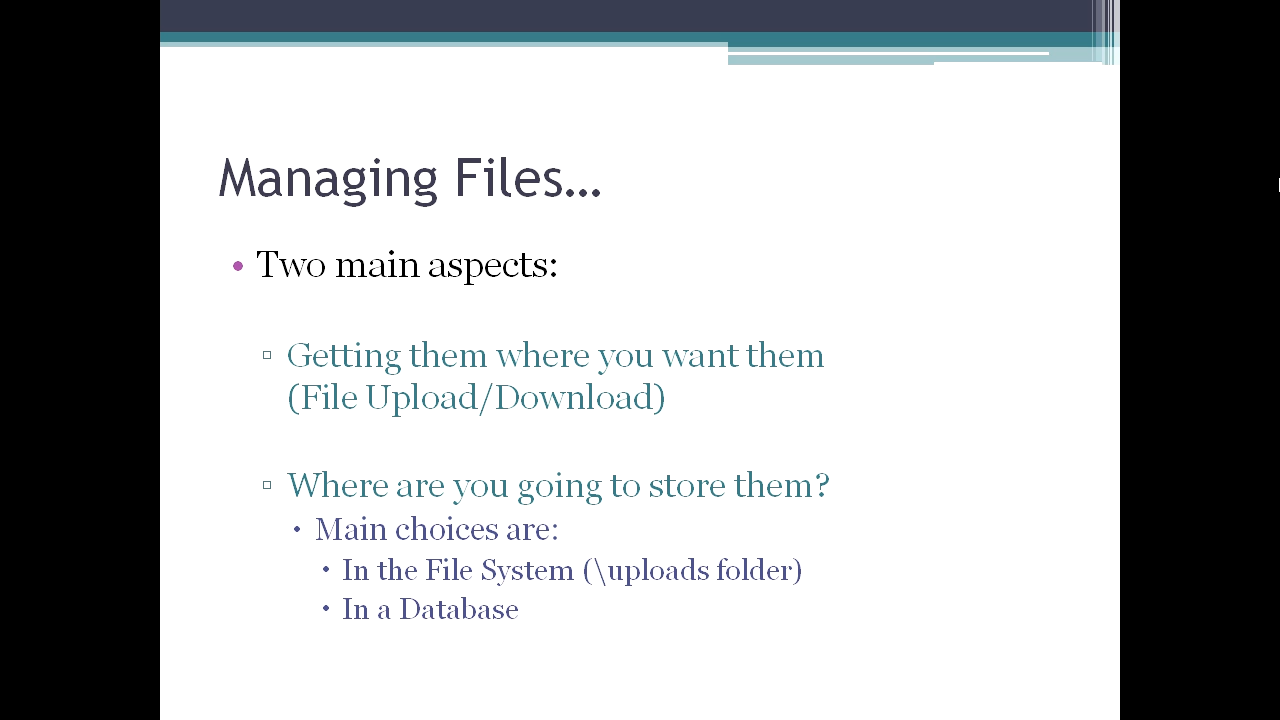 Managing Files…
• Two main aspects:
▫ Getting them where you want them
(File Upload/Download)
▫ Where are you going to store them?
▪ Main choices are:
▪ In the File System (\uploads folder)
▪ In a Database